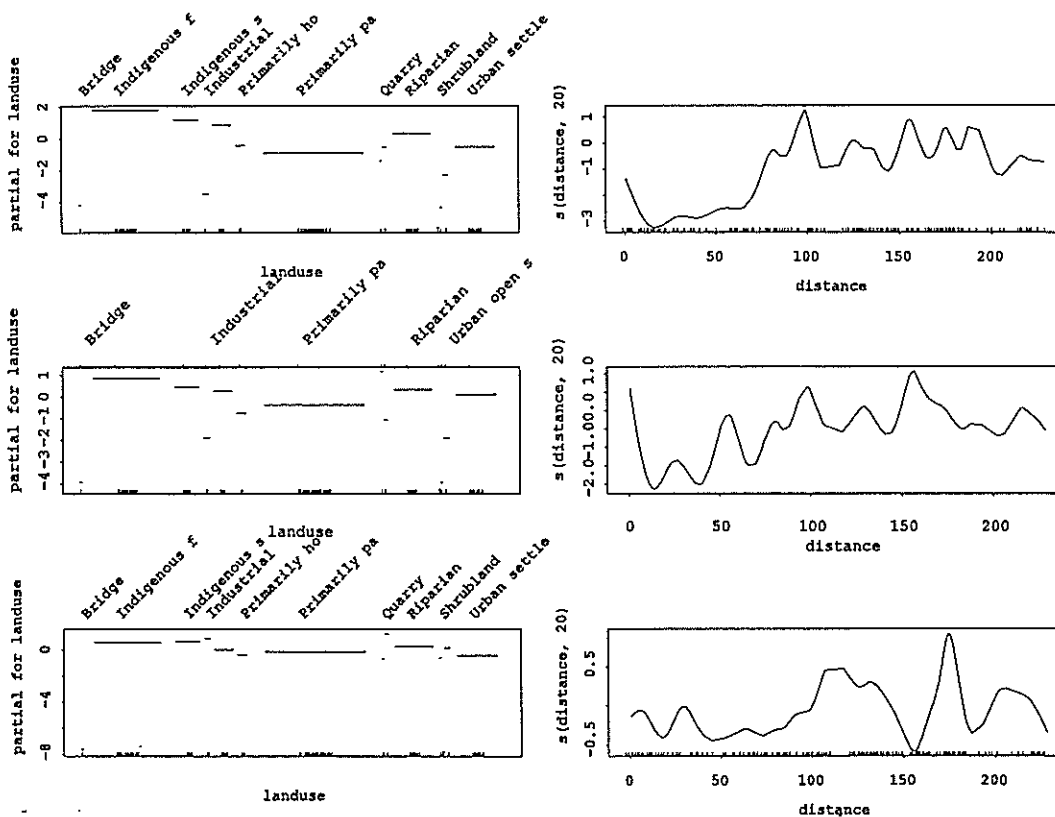 Bridge
Indigenous f
Indigenous s
Industrial
Primarily ho
Primarily pa
Quarry
Riparian
Shrubland
Urban settle
partial for landuse
2
0
-2
-4
landuse
s(distance, 20)
1
0
-1
-3
0
50
100
150
200
distance
Bridge
Industrial
Primarily pa
Riparian
Urban open s
partial for landuse
1
0
-1
-2
-3
-4
landuse
s(distance, 20)
1.0
0.0
-1.0
-2.0
0
50
100
150
200
distance
Bridge
Indigenous f
Indigenous s
Industrial
Primarily ho
Primarily pa
Quarry
Riparian
Shrubland
Urban settle
partial for landuse
0
-4
-8
landuse
s(distance, 20)
0.5
-0.5
0
50
100
150
200
distance